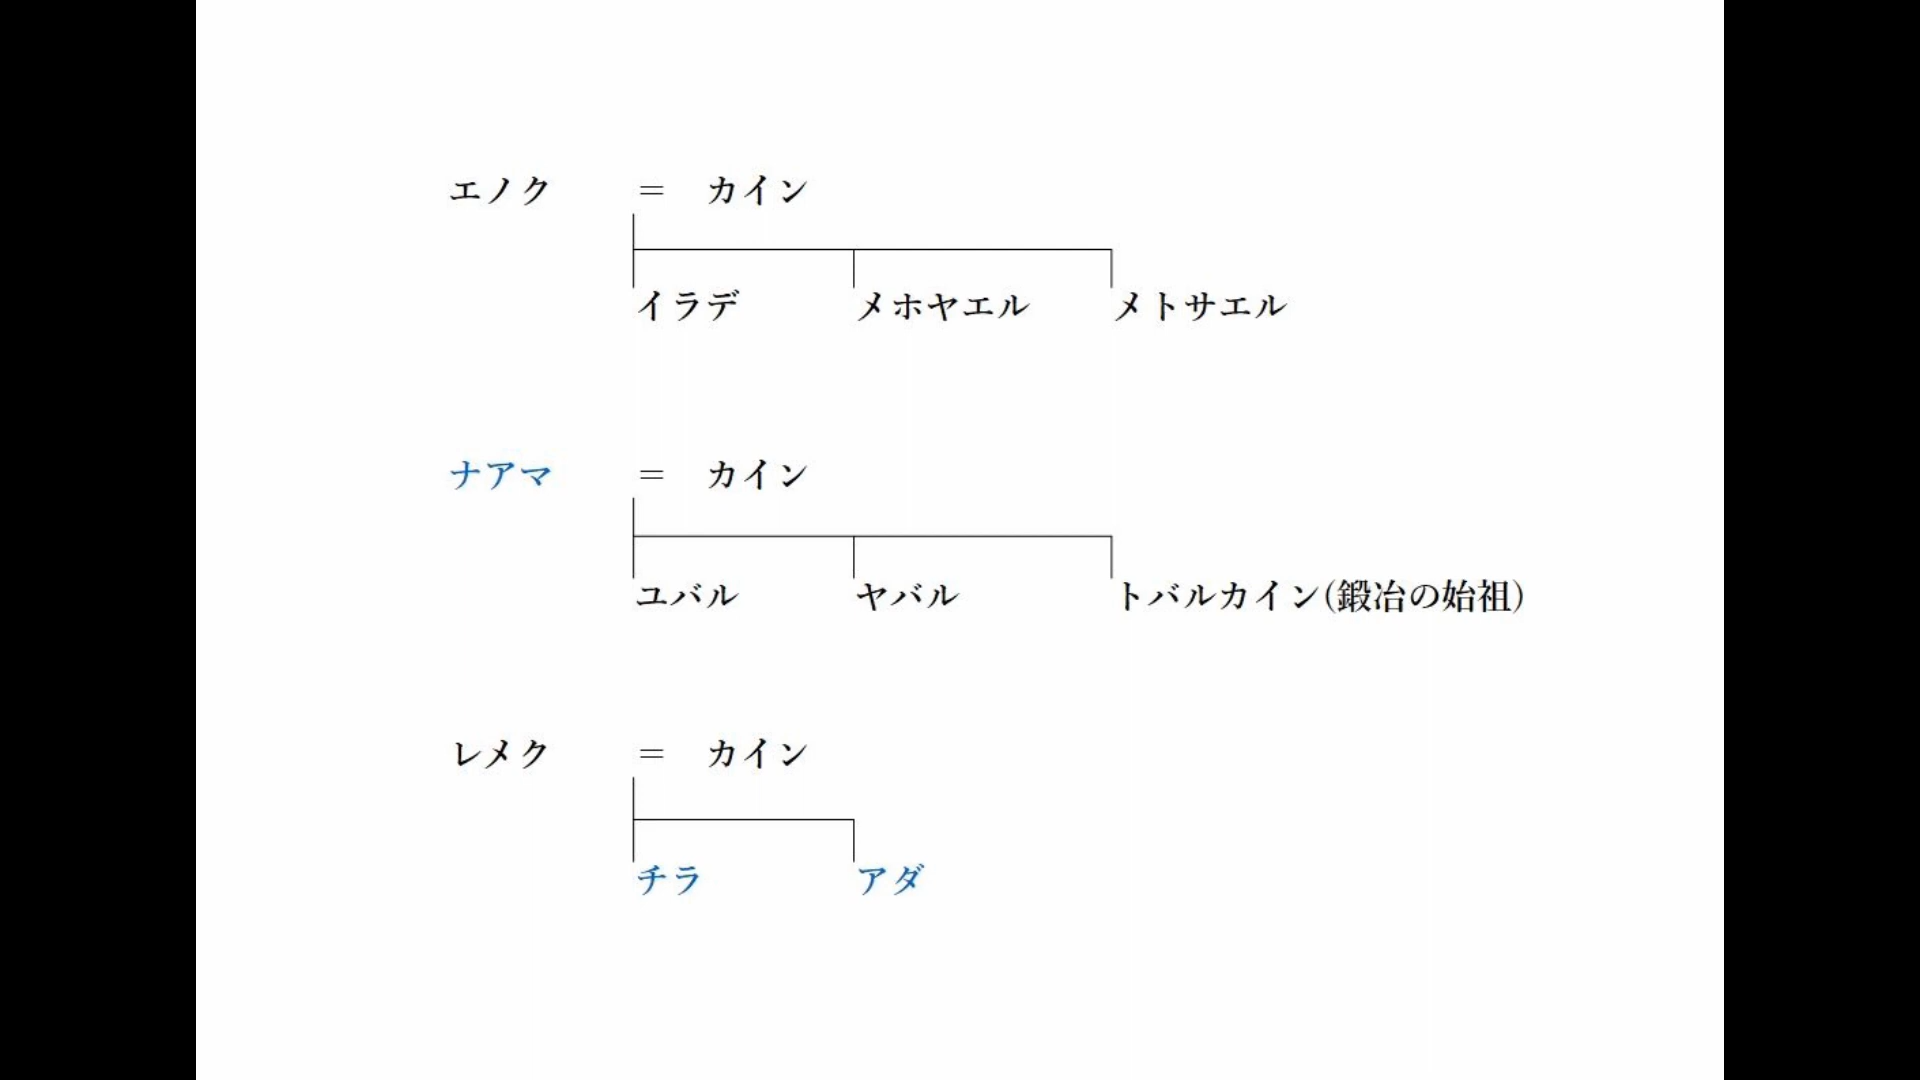 エノク ＝ カイン
イラデ メホヤエル メトサエル
ナアマ ＝ カイン
ユバル ヤバル トバルカイン(鍛冶の始祖)
レメク ＝ カイン
チラ アダ